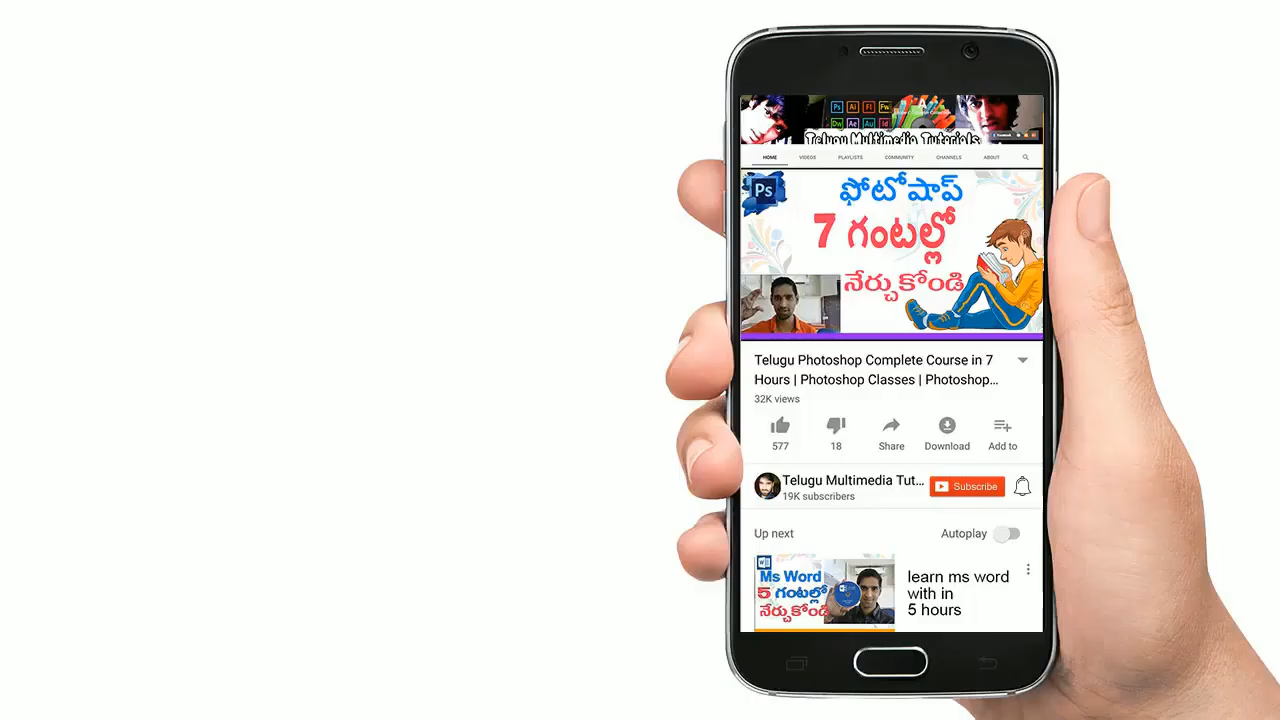 Ps Ai Fl Fw
Dw Ae Au Id
Telugu Multimedia Tutorials
HOME VIDEOS PLAYLISTS COMMUNITY CHANNELS ABOUT
Ps
ఫోటోషాప్
7 గంటల్లో
నేర్చుకోండి
Telugu Photoshop Complete Course in 7
Hours | Photoshop Classes | Photoshop...
32K views
577 18 Share Download Add to
Telugu Multimedia Tut...
19K subscribers
Subscribe
Up next Autoplay
Ms Word
5 గంటల్లో
నేర్చుకోండి
learn ms word
with in
5 hours